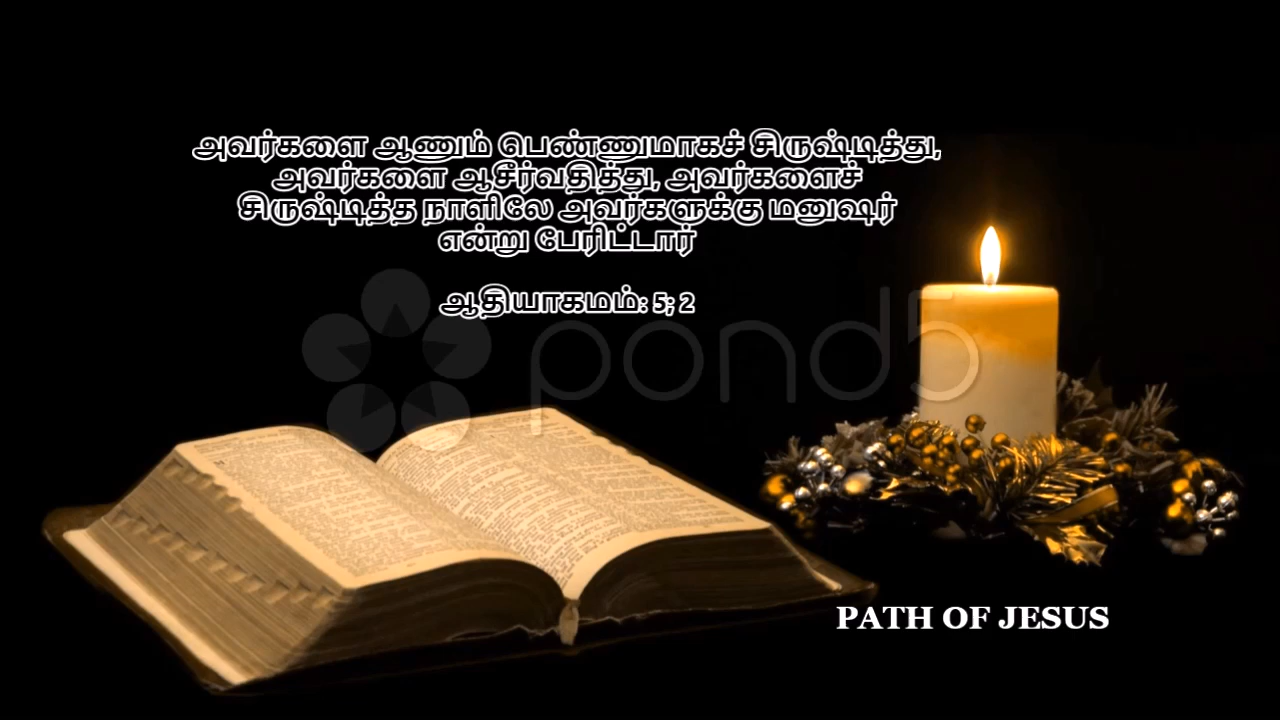 அவர்களை ஆணும் பெண்ணுமாகச் சிருஷ்டித்து,
அவர்களை ஆசீர்வதித்து, அவர்களைச்
சிருஷ்டித்த நாளிலே அவர்களுக்கு மனுஷர்
என்று பேரிட்டார்
ஆதியாகமம்: 5; 2
pond5
PATH OF JESUS